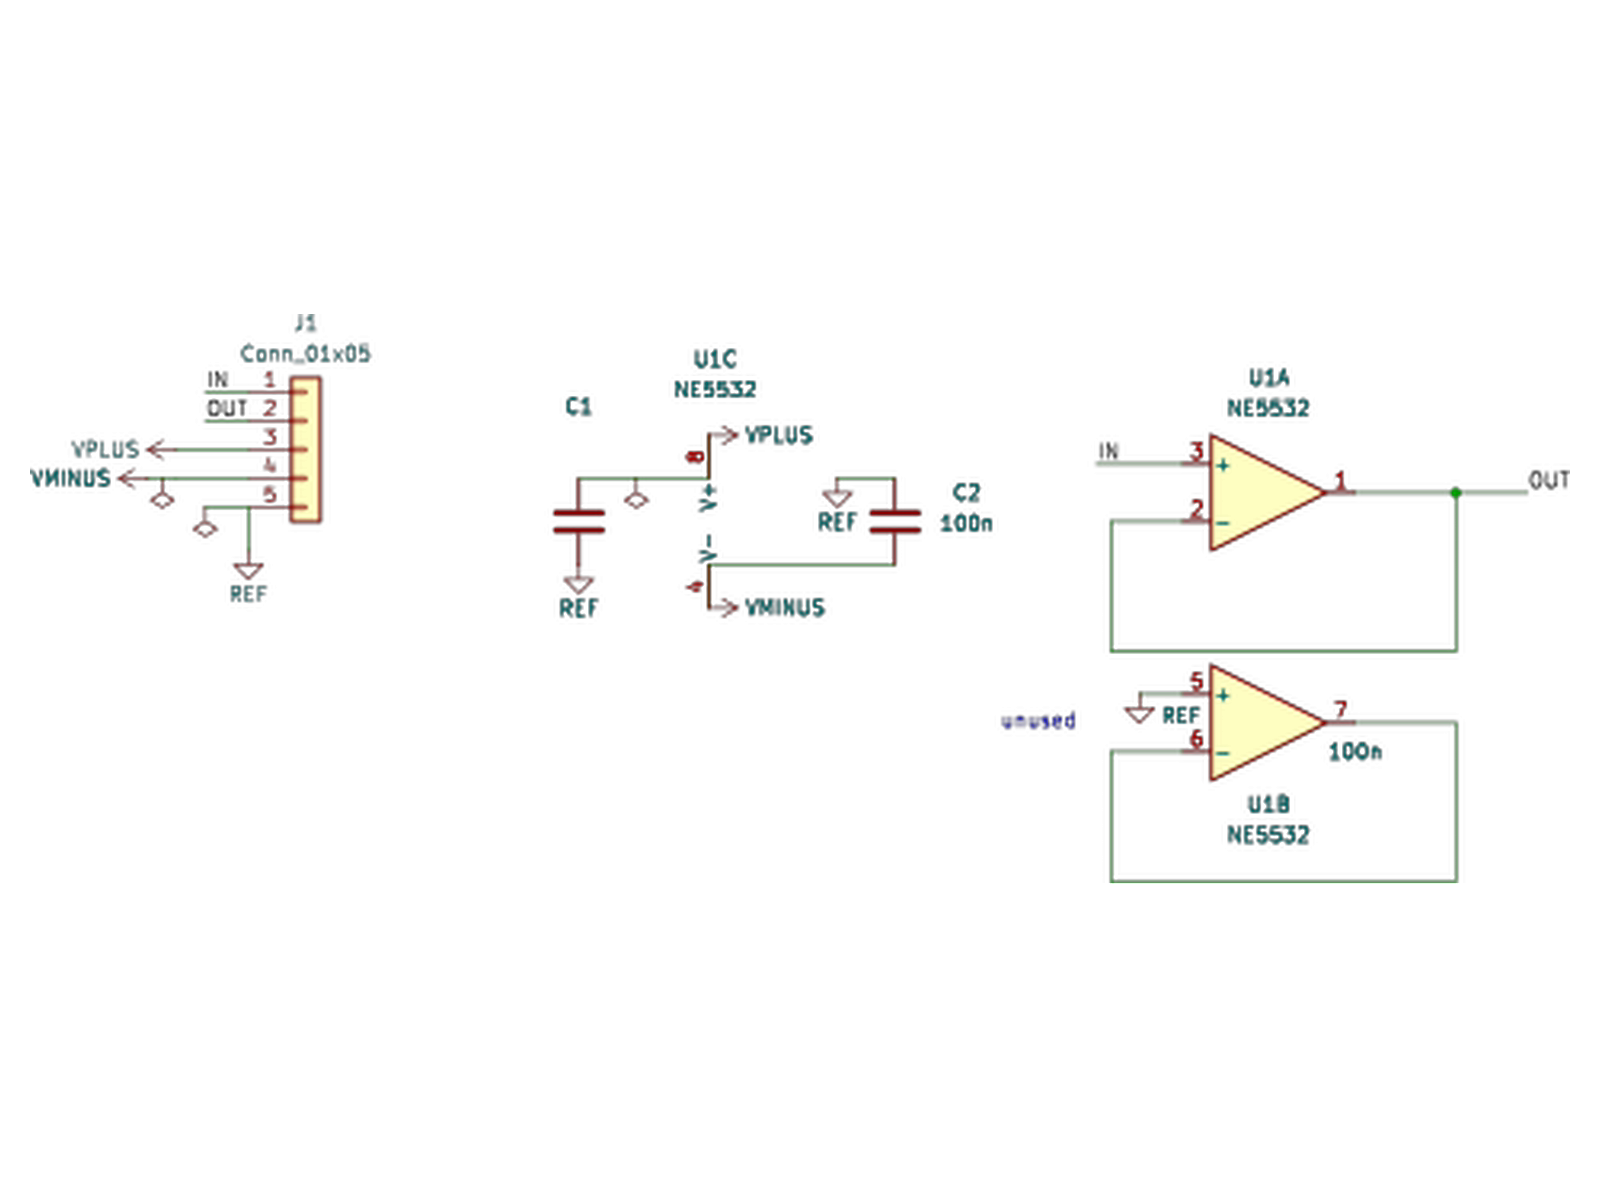 J1
Conn_01x05
IN 1
OUT 2
VPLUS 3
VMINUS 4
5
REF
C1
REF
U1C
NE5532
VPLUS
8
V+
V-
4
VMINUS
REF
C2
100n
U1A
NE5532
IN 3
+
2
-
1
OUT
unused
5
+
REF
6
-
7
100n
U1B
NE5532